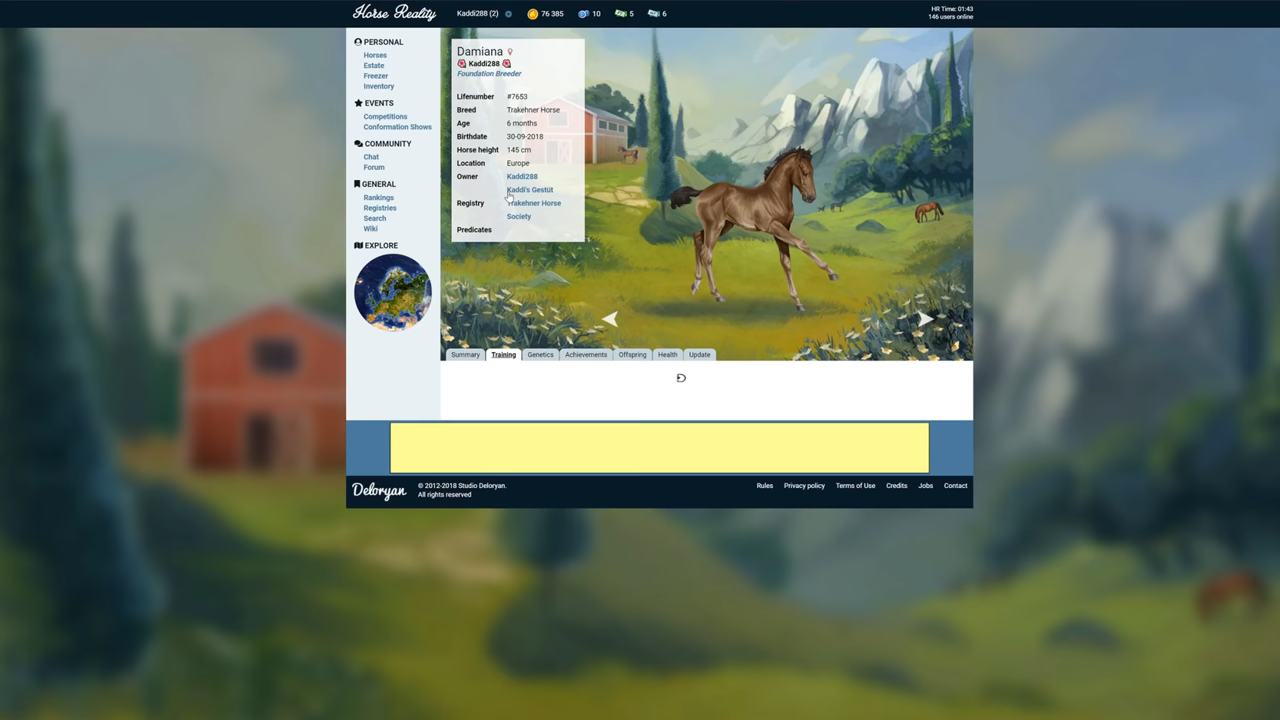 Horse Reality
Kaddi288 (2) 76 385 10 5 6
HR Time: 01:43
146 users online
PERSONAL
Horses
Estate
Freezer
Inventory
EVENTS
Competitions
Conformation Shows
COMMUNITY
Chat
Forum
GENERAL
Rankings
Registries
Search
Wiki
EXPLORE
Damiana ♀
Kaddi288
Foundation Breeder
Lifenumber #7653
Breed Trakehner Horse
Age 6 months
Birthdate 30-09-2018
Horse height 145 cm
Location Europe
Owner Kaddi288
Kaddi's Gestüt
Registry Trakehner Horse
Society
Predicates
Summary Training Genetics Achievements Offspring Health Update
Deloryan
© 2012-2018 Studio Deloryan.
All rights reserved
Rules Privacy policy Terms of Use Credits Jobs Contact